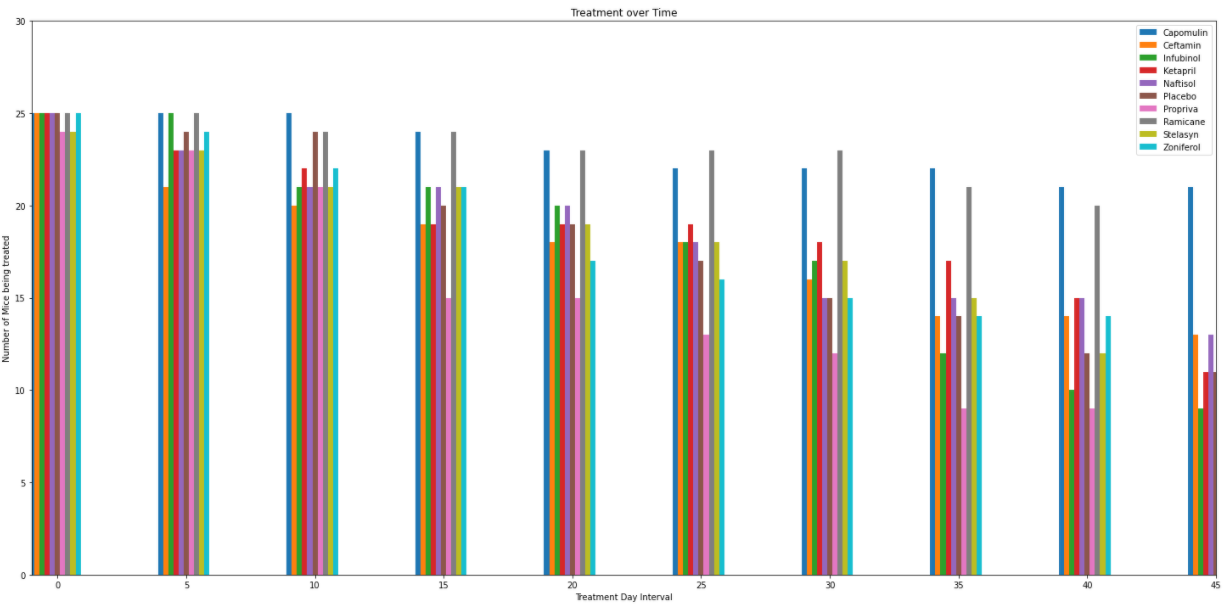 Treatment over Time
Capomulin
Ceftamin
Infubinol
Ketapril
Naftisol
Placebo
Propriva
Ramicane
Stelasyn
Zoniferol
Number of Mice being treated
30
25
20
15
10
5
0
0 5 10 15 20 25 30 35 40 45
Treatment Day Interval